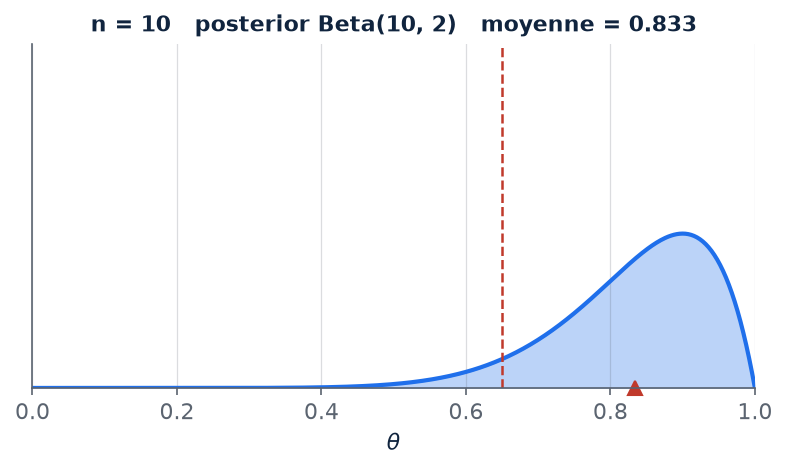 n = 10   posterior Beta(10, 2)   moyenne = 0.833
0.0 0.2 0.4 0.6 0.8 1.0
θ